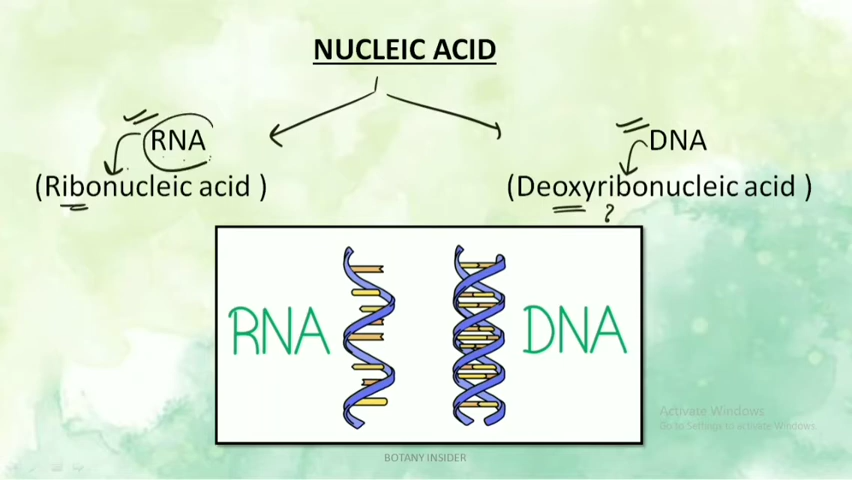 NUCLEIC ACID
RNA
DNA
(Ribonucleic acid )
(Deoxyribonucleic acid )
?
RNA
DNA
Activate Windows
Go to Settings to activate Windows.
BOTANY INSIDER